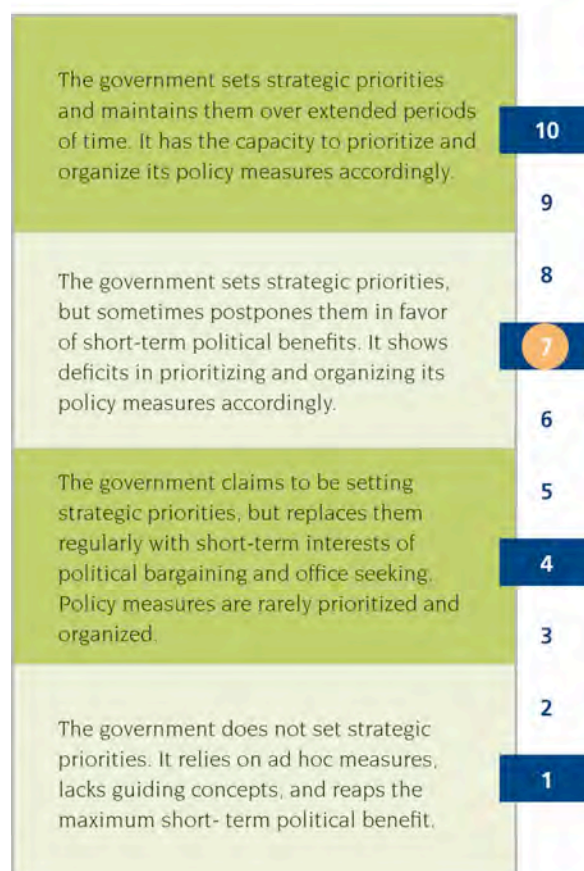 The government sets strategic priorities
and maintains them over extended periods
of time. It has the capacity to prioritize and
organize its policy measures accordingly.
10
9
8
The government sets strategic priorities,
but sometimes postpones them in favor
of short-term political benefits. It shows
deficits in prioritizing and organizing its
policy measures accordingly.
7
6
5
The government claims to be setting
strategic priorities, but replaces them
regularly with short-term interests of
political bargaining and office seeking.
Policy measures are rarely prioritized and
organized.
4
3
2
The government does not set strategic
priorities. It relies on ad hoc measures,
lacks guiding concepts, and reaps the
maximum short- term political benefit.
1